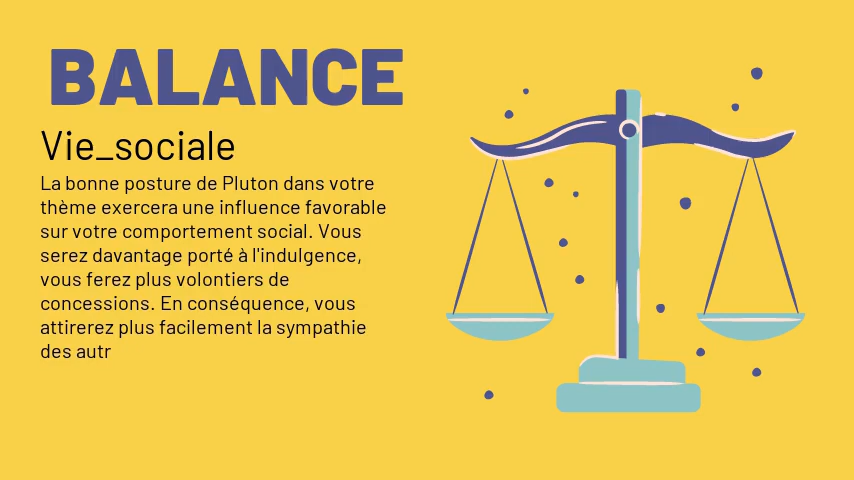 BALANCE
Vie_sociale
La bonne posture de Pluton dans votre
thème exercera une influence favorable
sur votre comportement social. Vous
serez davantage porté à l'indulgence,
vous ferez plus volontiers de
concessions. En conséquence, vous
attirerez plus facilement la sympathie
des autr